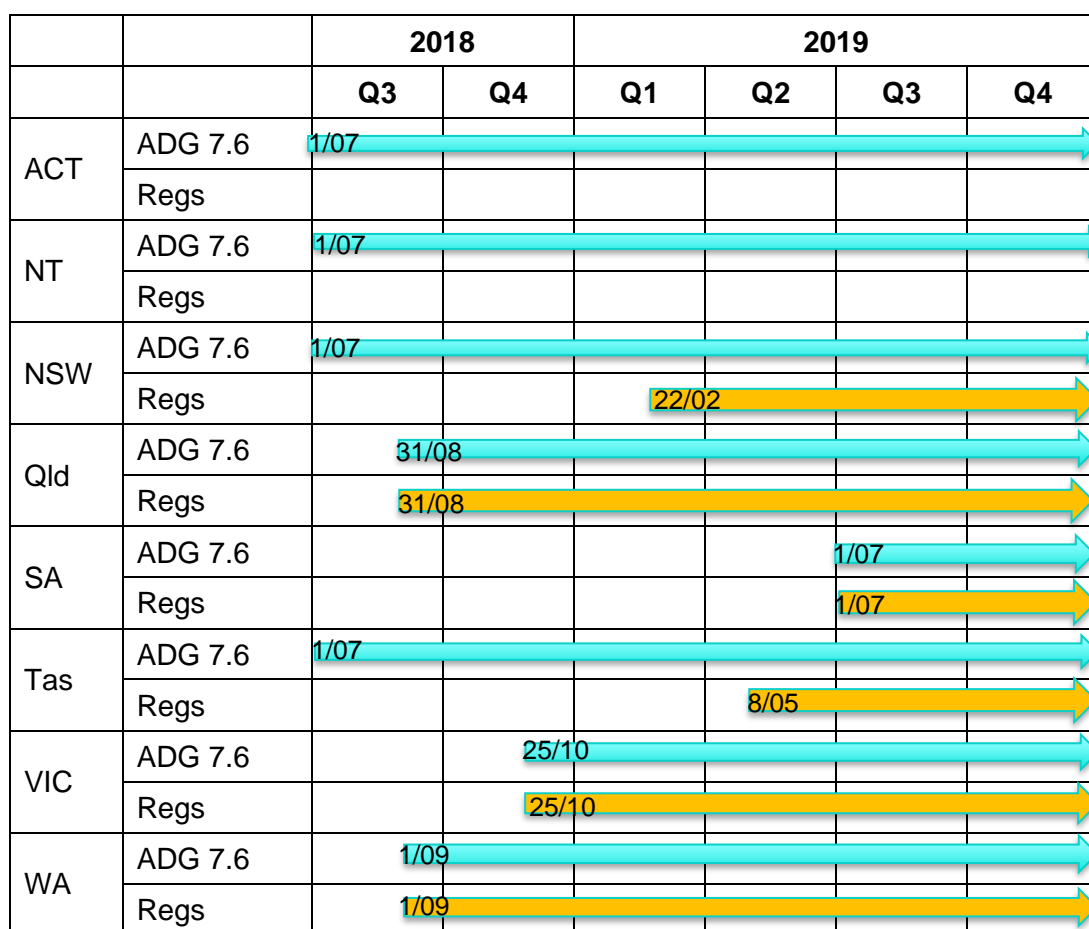 2018 2019
Q3 Q4 Q1 Q2 Q3 Q4
ACT ADG 7.6 1/07
Regs
NT ADG 7.6 1/07
Regs
NSW ADG 7.6 1/07
Regs 22/02
Qld ADG 7.6 31/08
Regs 31/08
SA ADG 7.6 1/07
Regs 1/07
Tas ADG 7.6 1/07
Regs 8/05
VIC ADG 7.6 25/10
Regs 25/10
WA ADG 7.6 1/09
Regs 1/09